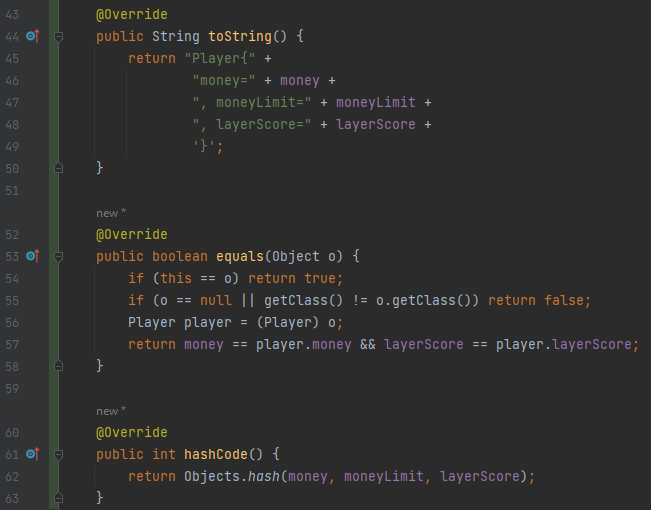 43 @Override
44 public String toString() {
45 return "Player{" +
46 "money=" + money +
47 ", moneyLimit=" + moneyLimit +
48 ", layerScore=" + layerScore +
49 '}';
50 }
51
new *
52 @Override
53 public boolean equals(Object o) {
54 if (this == o) return true;
55 if (o == null || getClass() != o.getClass()) return false;
56 Player player = (Player) o;
57 return money == player.money && layerScore == player.layerScore;
58 }
59
new *
60 @Override
61 public int hashCode() {
62 return Objects.hash(money, moneyLimit, layerScore);
63 }